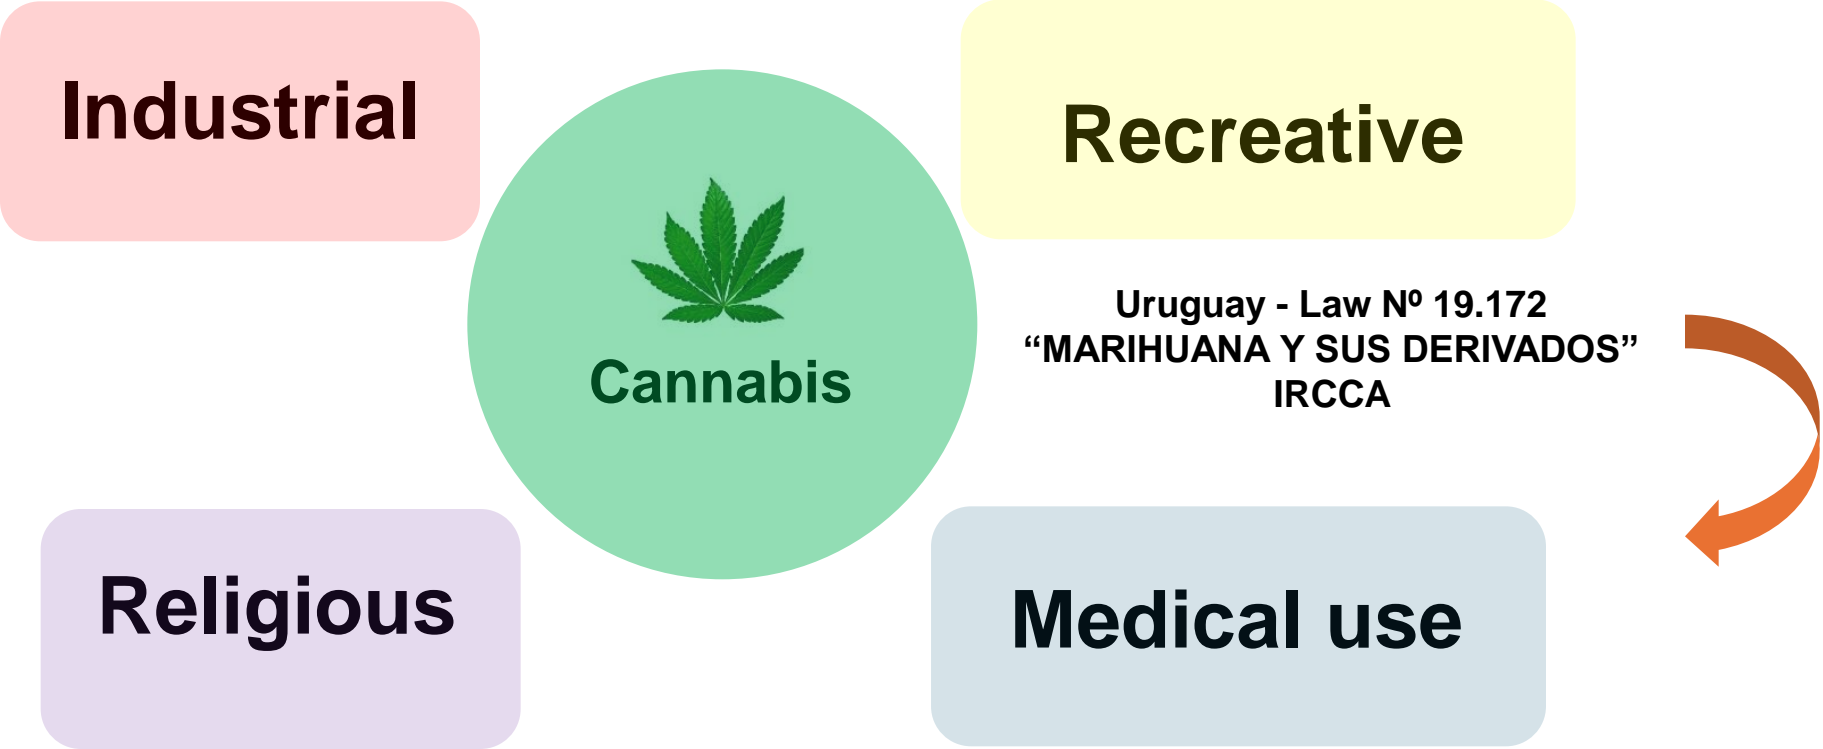 Industrial
Recreative
Cannabis
Uruguay - Law Nº 19.172
“MARIHUANA Y SUS DERIVADOS”
IRCCA
Religious
Medical use